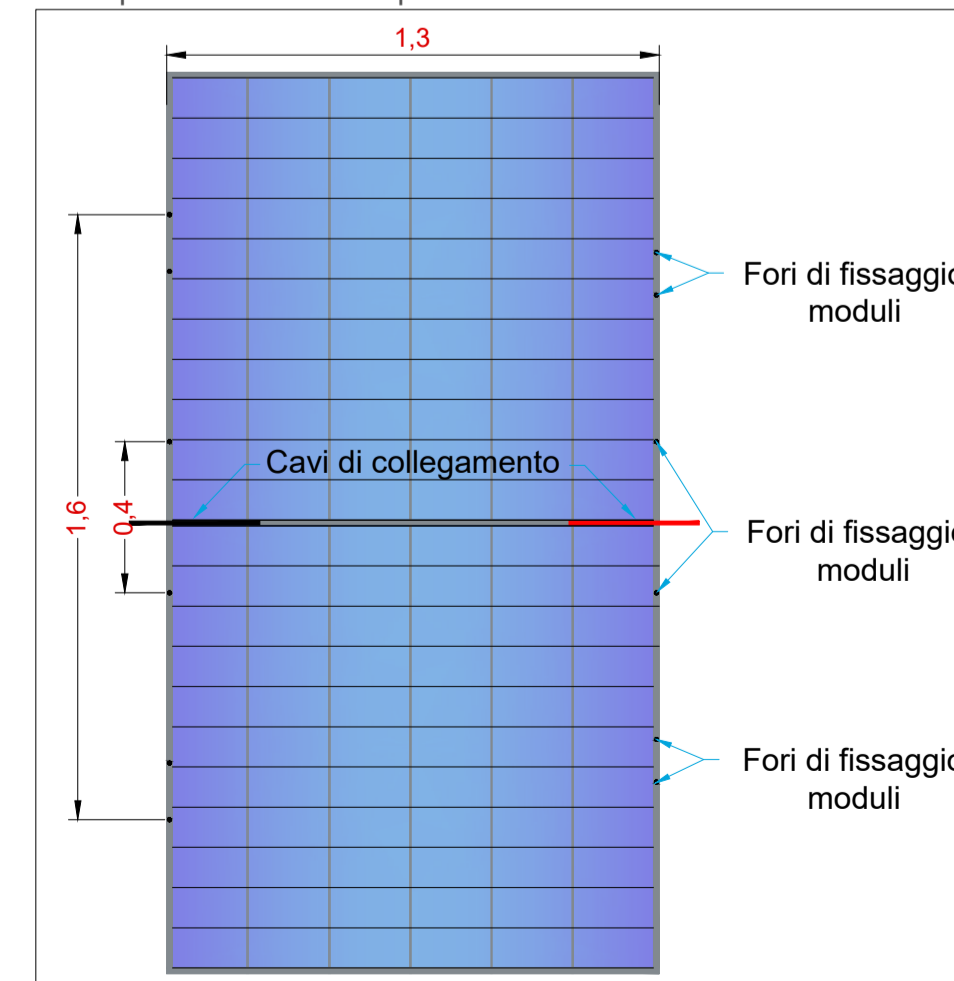 1,3
Fori di fissaggio
moduli
Cavi di collegamento
1,6
0,4
Fori di fissaggio
moduli
Fori di fissaggio
moduli